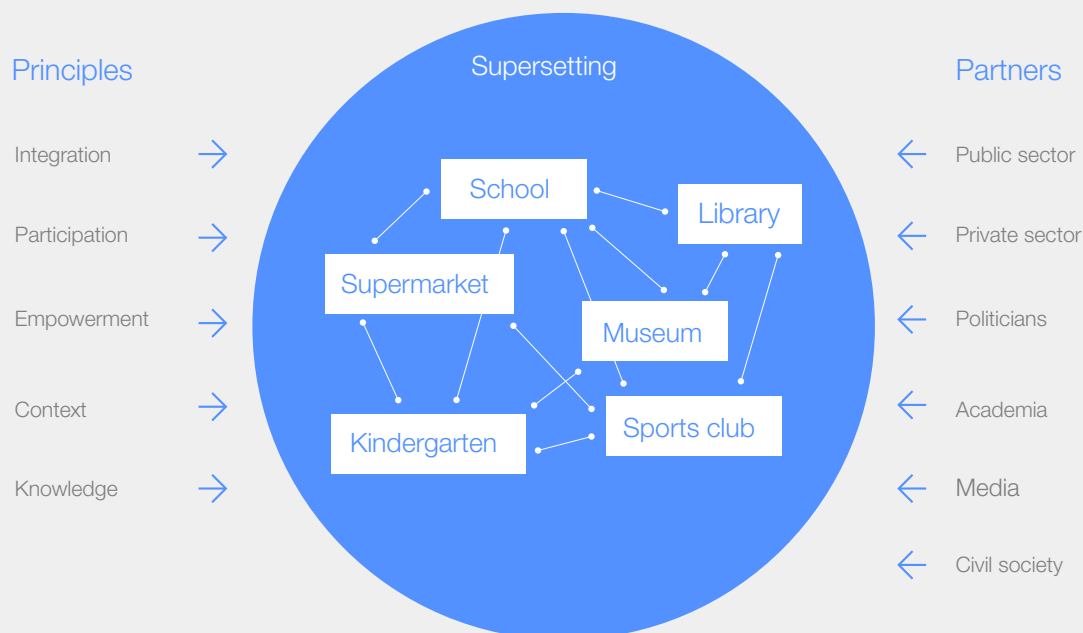 Principles
Integration
Participation
Empowerment
Context
Knowledge
Supersetting
School
Library
Supermarket
Museum
Sports club
Kindergarten
Partners
Public sector
Private sector
Politicians
Academia
Media
Civil society